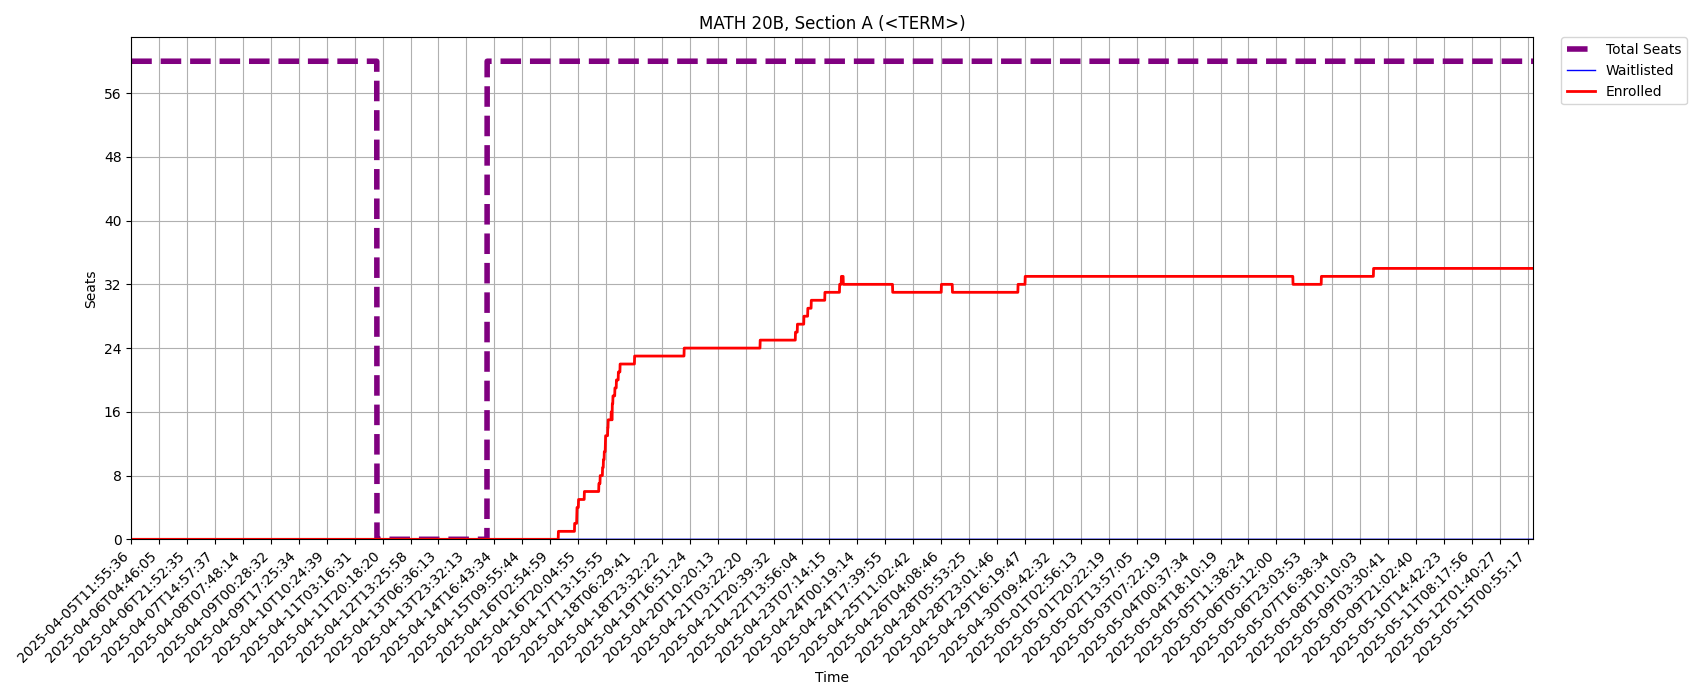 MATH 20B, Section A (<TERM>)
Total Seats
Waitlisted
Enrolled
56
48
40
32
24
16
8
0
Seats
2025-04-05T11:55:36
2025-04-06T04:46:05
2025-04-06T21:52:35
2025-04-07T14:57:37
2025-04-08T07:48:14
2025-04-09T00:28:32
2025-04-09T17:25:34
2025-04-10T10:24:39
2025-04-11T03:16:31
2025-04-11T20:18:20
2025-04-12T13:25:58
2025-04-13T06:36:13
2025-04-13T23:32:13
2025-04-14T16:43:34
2025-04-15T09:55:44
2025-04-16T02:54:59
2025-04-16T20:04:55
2025-04-17T13:15:55
2025-04-18T06:29:41
2025-04-18T23:32:22
2025-04-19T16:51:24
2025-04-20T10:20:13
2025-04-21T03:22:20
2025-04-21T20:39:32
2025-04-22T13:56:04
2025-04-23T07:14:15
2025-04-24T00:19:14
2025-04-24T17:39:55
2025-04-25T11:02:42
2025-04-26T04:08:46
2025-04-28T05:53:25
2025-04-28T23:01:46
2025-04-29T16:19:47
2025-04-30T09:42:32
2025-05-01T02:56:13
2025-05-01T20:22:19
2025-05-02T13:57:05
2025-05-03T07:22:19
2025-05-04T00:37:34
2025-05-04T18:10:19
2025-05-05T11:38:24
2025-05-06T05:12:00
2025-05-06T23:03:53
2025-05-07T16:38:34
2025-05-08T10:10:03
2025-05-09T03:30:41
2025-05-09T21:02:40
2025-05-10T14:42:23
2025-05-11T08:17:56
2025-05-12T01:40:27
2025-05-15T00:55:17
Time